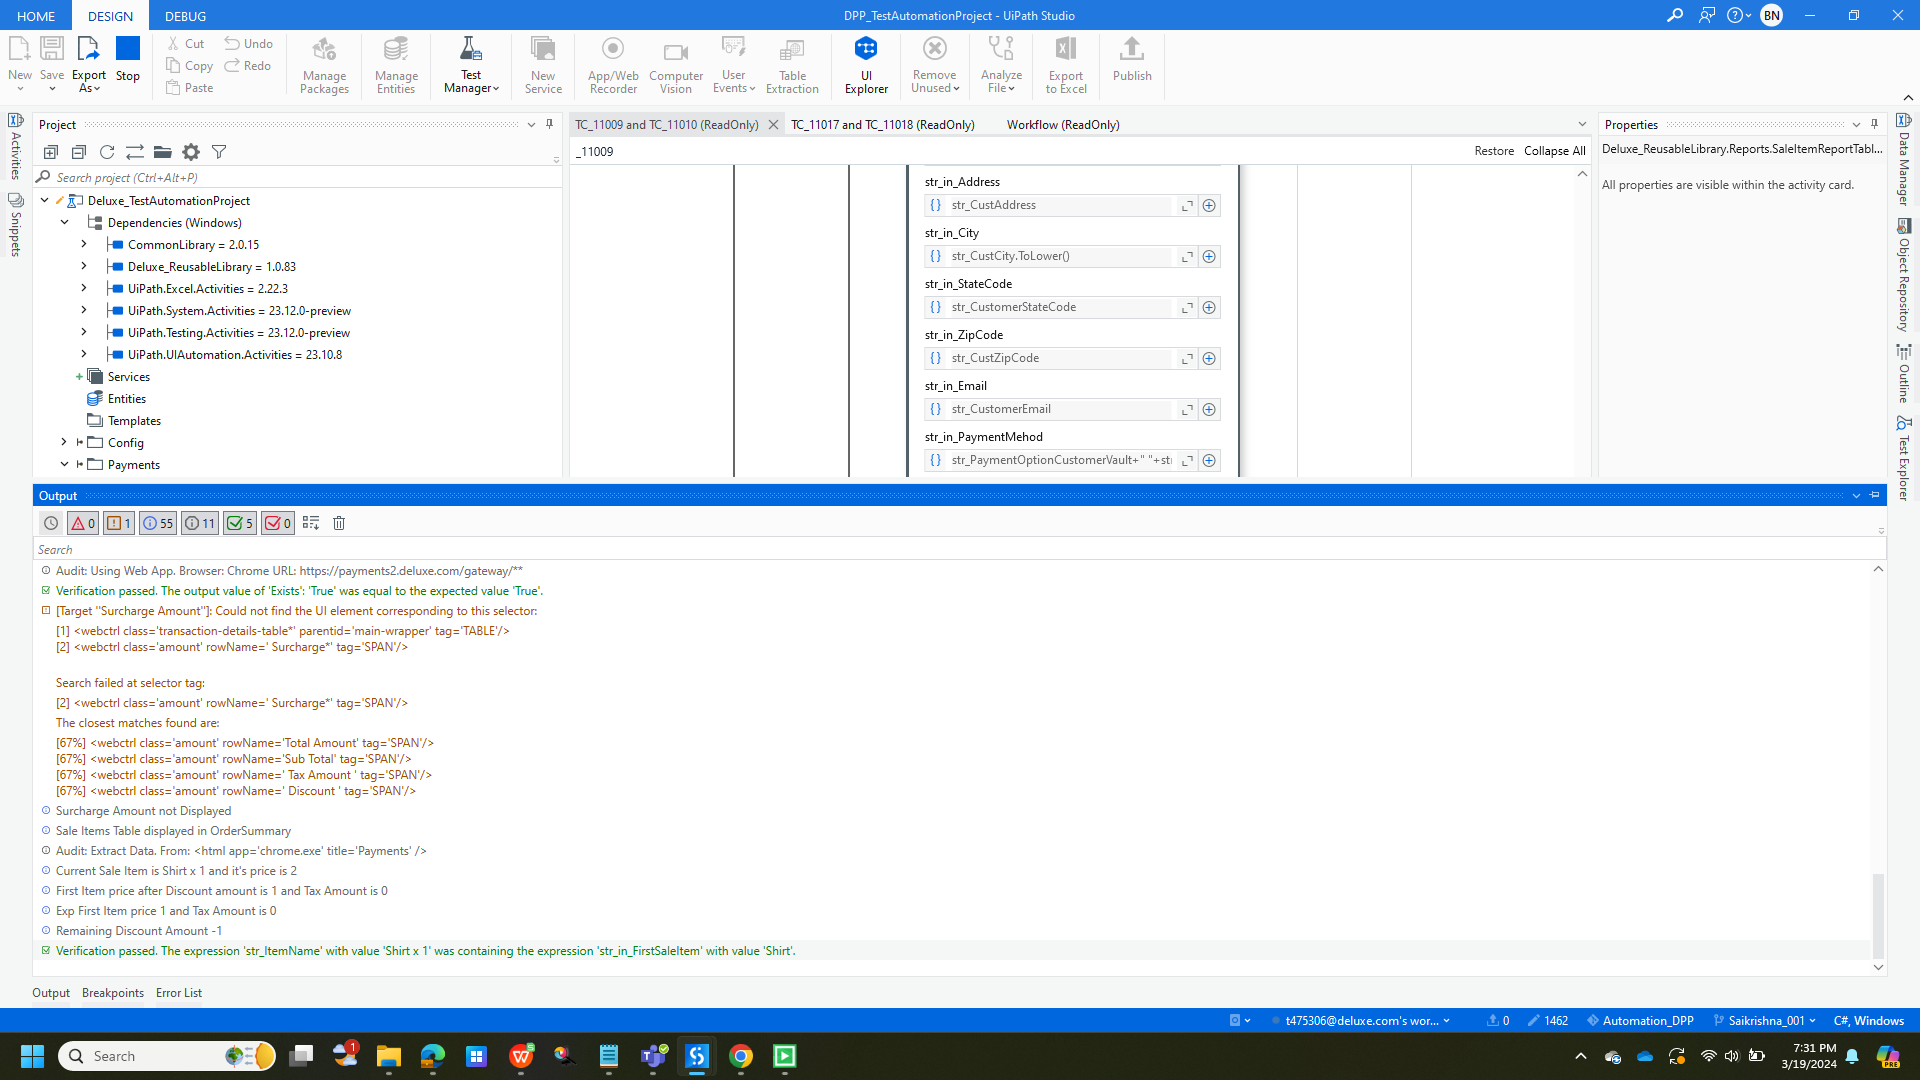 HOME
DESIGN
DEBUG
DPP_TestAutomationProject - UiPath Studio
BN
New
Save
Export As
Stop
Cut
Copy
Paste
Undo
Redo
Manage Packages
Manage Entities
Test Manager
New Service
App/Web Recorder
Computer Vision
User Events
Table Extraction
UI Explorer
Remove Unused
Analyze File
Export to Excel
Publish
Activities
Snippets
Project
Search project (Ctrl+Alt+P)
Deluxe_TestAutomationProject
Dependencies (Windows)
CommonLibrary = 2.0.15
Deluxe_ReusableLibrary = 1.0.83
UiPath.Excel.Activities = 2.22.3
UiPath.System.Activities = 23.12.0-preview
UiPath.Testing.Activities = 23.12.0-preview
UiPath.UIAutomation.Activities = 23.10.8
Services
Entities
Templates
Config
Payments
TC_11009 and TC_11010 (ReadOnly)
TC_11017 and TC_11018 (ReadOnly)
Workflow (ReadOnly)
_11009
Restore
Collapse All
str_in_Address
str_CustAddress
str_in_City
str_CustCity.ToLower()
str_in_StateCode
str_CustomerStateCode
str_in_ZipCode
str_CustZipCode
str_in_Email
str_CustomerEmail
str_in_PaymentMehod
str_PaymentOptionCustomerVault+" "+str
Properties
Deluxe_ReusableLibrary.Reports.SaleItemReportTabl...
All properties are visible within the activity card.
Data Manager
Object Repository
Outline
Test Explorer
Output
0
1
55
11
5
0
Search
Audit: Using Web App. Browser: Chrome URL: https://payments2.deluxe.com/gateway/**
Verification passed. The output value of 'Exists': 'True' was equal to the expected value 'True'.
[Target "Surcharge Amount"]: Could not find the UI element corresponding to this selector:
[1] <webctrl class='transaction-details-table*' parentid='main-wrapper' tag='TABLE'/>
[2] <webctrl class='amount' rowName=' Surcharge*' tag='SPAN'/>
Search failed at selector tag:
[2] <webctrl class='amount' rowName=' Surcharge*' tag='SPAN'/>
The closest matches found are:
[67%] <webctrl class='amount' rowName='Total Amount' tag='SPAN'/>
[67%] <webctrl class='amount' rowName='Sub Total' tag='SPAN'/>
[67%] <webctrl class='amount' rowName=' Tax Amount ' tag='SPAN'/>
[67%] <webctrl class='amount' rowName=' Discount ' tag='SPAN'/>
Surcharge Amount not Displayed
Sale Items Table displayed in OrderSummary
Audit: Extract Data. From: <html app='chrome.exe' title='Payments' />
Current Sale Item is Shirt x 1 and it's price is 2
First Item price after Discount amount is 1 and Tax Amount is 0
Exp First Item price 1 and Tax Amount is 0
Remaining Discount Amount -1
Verification passed. The expression 'str_ItemName' with value 'Shirt x 1' was containing the expression 'str_in_FirstSaleItem' with value 'Shirt'.
Output
Breakpoints
Error List
t475306@deluxe.com's wor...
0
1462
Automation_DPP
Saikrishna_001
C#, Windows
Search
1
7:31 PM
3/19/2024
PRE